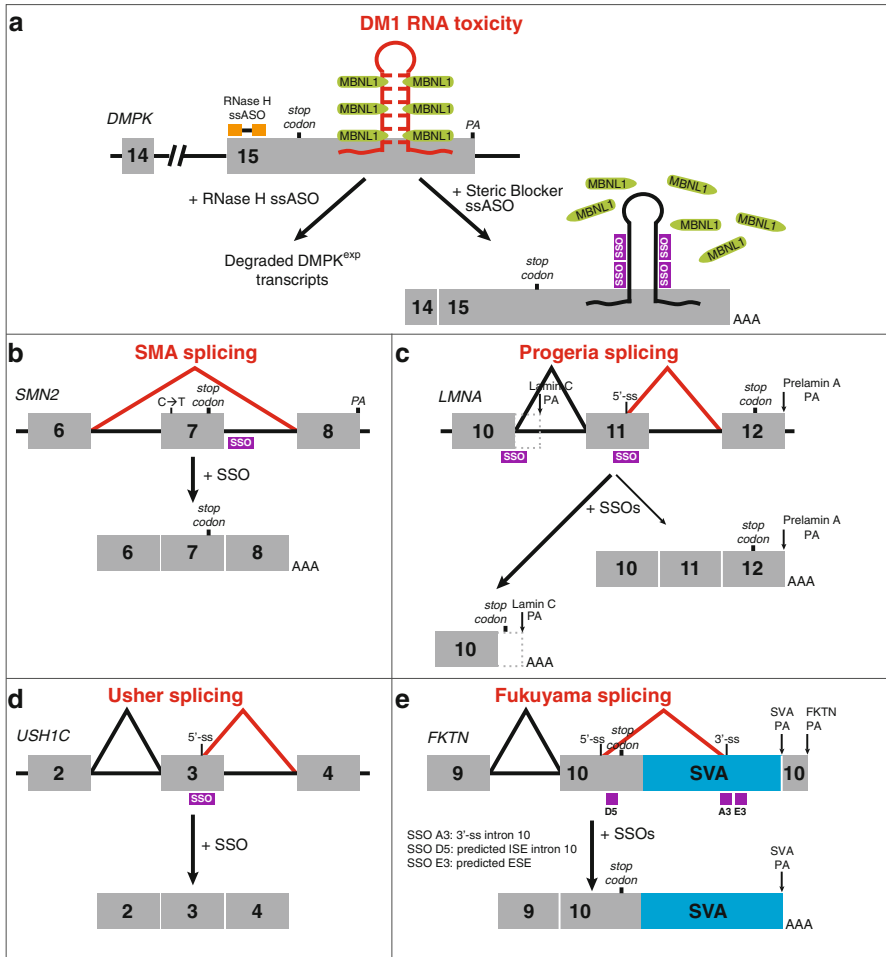 a
DM1 RNA toxicity
MBNL1 MBNL1
MBNL1 MBNL1
MBNL1 MBNL1
RNase H
ssASO
stop
codon
PA
DMPK
14
15
+ RNase H ssASO
+ Steric Blocker
ssASO
Degraded DMPKexp
transcripts
MBNL1
MBNL1
MBNL1
MBNL1
MBNL1
MBNL1
SSO SSO
SSO SSO
stop
codon
14 15
AAA
b
SMA splicing
SMN2
C→T
stop
codon
PA
6 7 8
SSO
+ SSO
stop
codon
6 7 8
AAA
c
Progeria splicing
LMNA
Lamin C
PA
5'-ss
stop
codon
Prelamin A
PA
10 11 12
SSO SSO
+ SSOs
stop
codon
Prelamin A
PA
10 11 12
AAA
stop
codon
Lamin C
PA
10
AAA
d
Usher splicing
USH1C
5'-ss
2 3 4
SSO
+ SSO
2 3 4
e
Fukuyama splicing
FKTN
5'-ss
stop
codon
3'-ss
SVA
PA
FKTN
PA
9 10 SVA 10
D5 A3 E3
SSO A3: 3'-ss intron 10
SSO D5: predicted ISE intron 10
SSO E3: predicted ESE
+ SSOs
stop
codon
SVA
PA
9 10 SVA
AAA